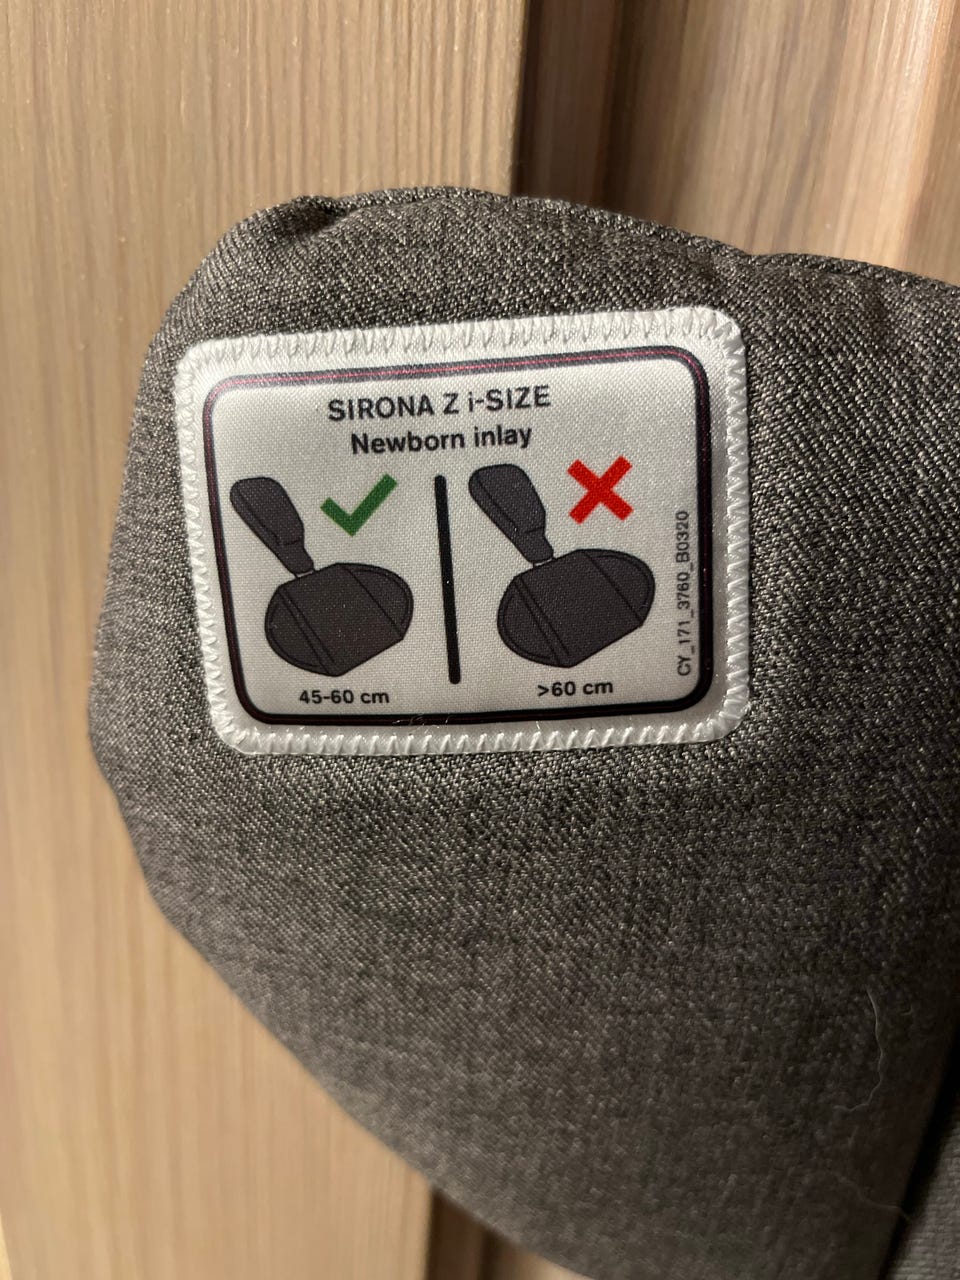 SIRONA Z i-SIZE
Newborn inlay
45-60 cm
>60 cm
CY_171_3760_B0320